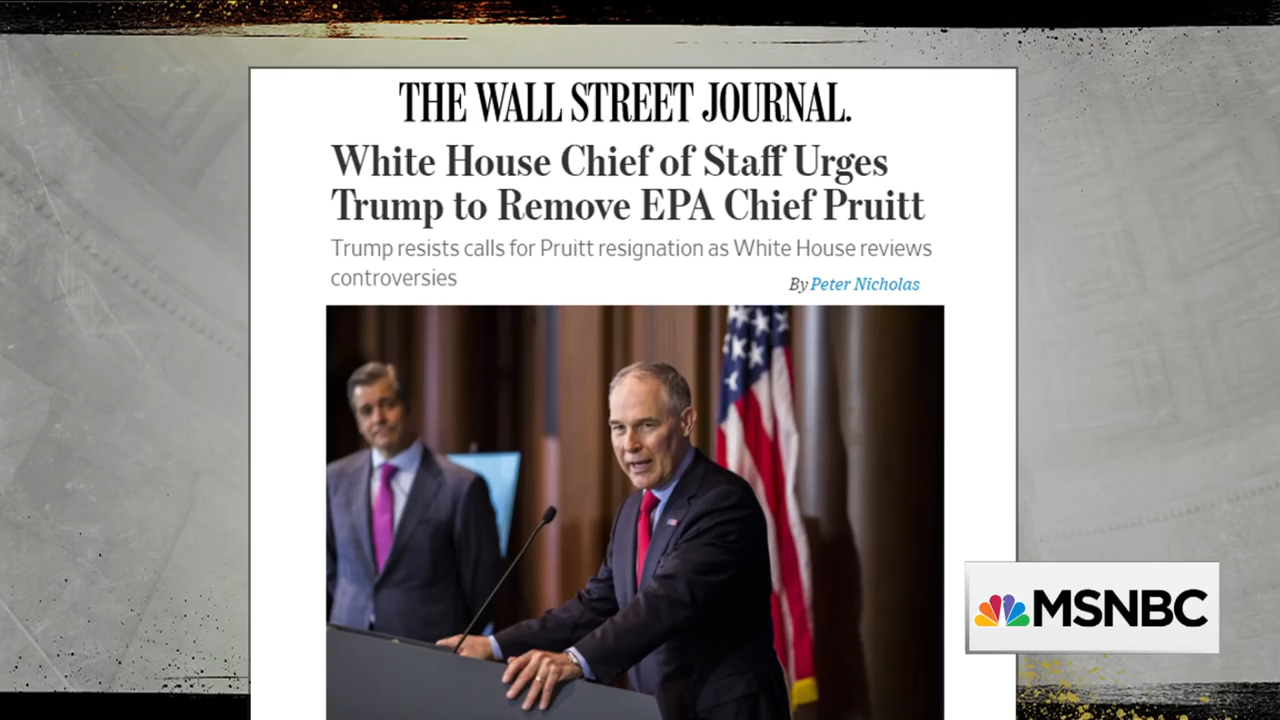 THE WALL STREET JOURNAL.
White House Chief of Staff Urges
Trump to Remove EPA Chief Pruitt
Trump resists calls for Pruitt resignation as White House reviews
controversies
By Peter Nicholas
MSNBC